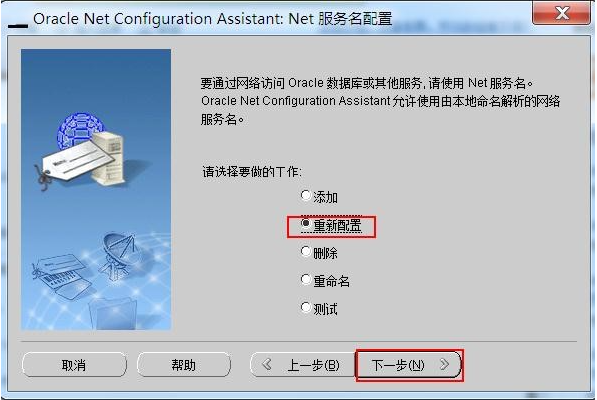 Oracle Net Configuration Assistant: Net 服务名配置
要通过网络访问 Oracle 数据库或其他服务, 请使用 Net 服务名。
Oracle Net Configuration Assistant 允许使用由本地命名解析的网络
服务名。
请选择要做的工作:
添加
重新配置
删除
重命名
测试
取消 帮助 上一步(B) 下一步(N)